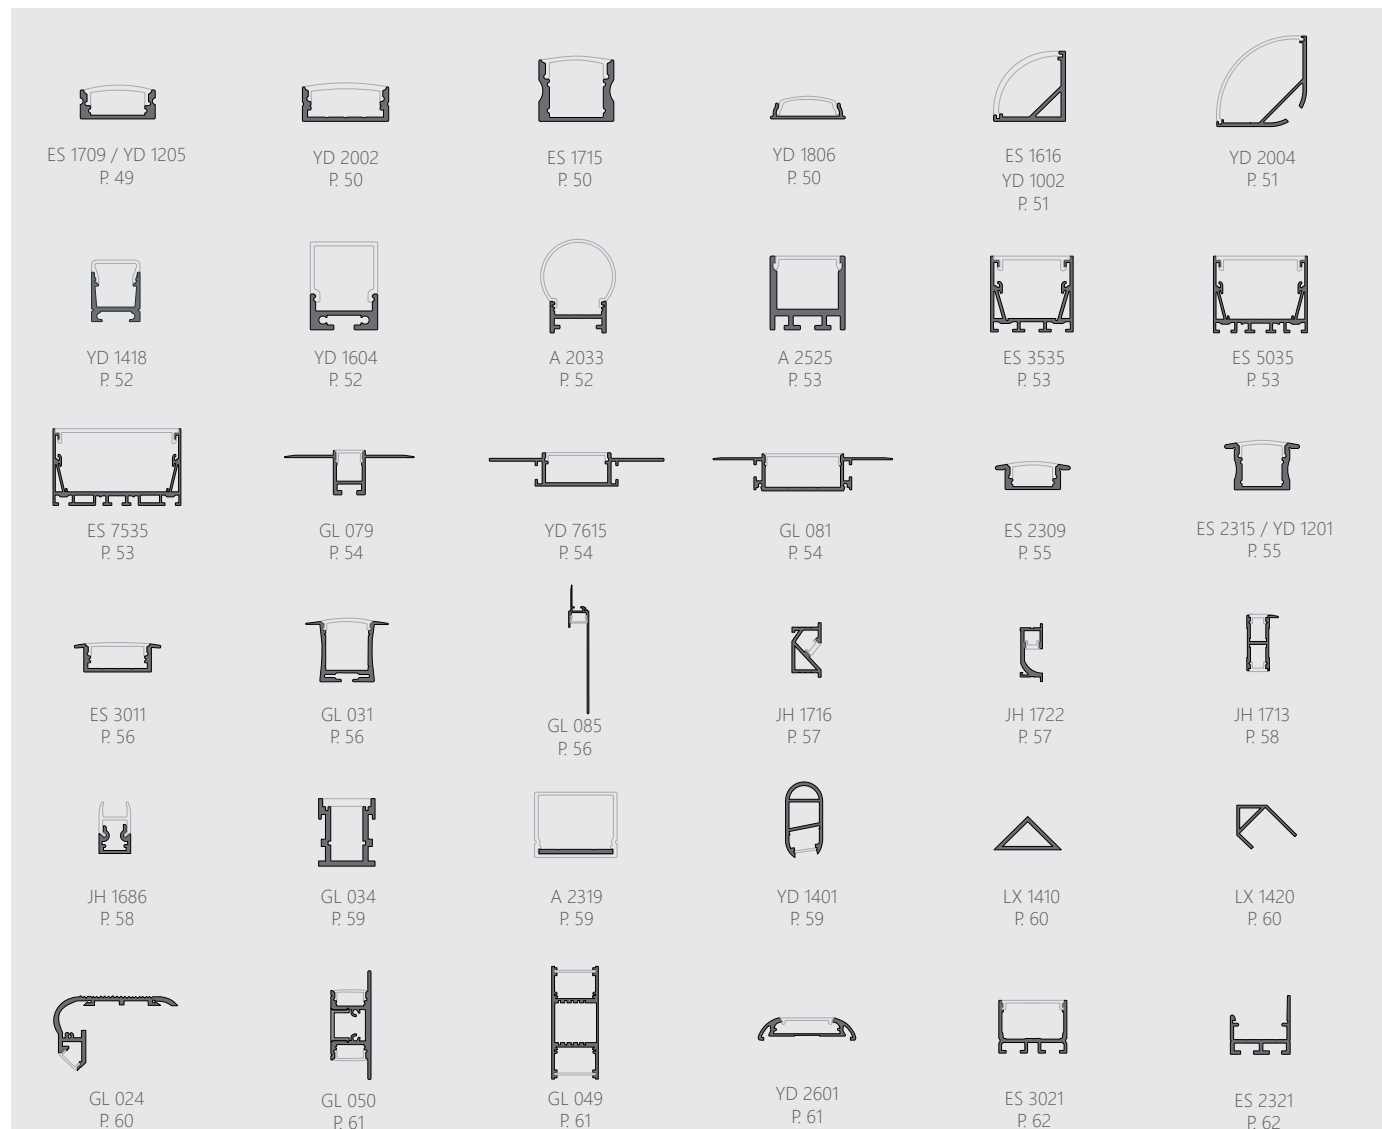 ES 1709 / YD 1205
P. 49
YD 2002
P. 50
ES 1715
P. 50
YD 1806
P. 50
ES 1616
YD 1002
P. 51
YD 2004
P. 51
YD 1418
P. 52
YD 1604
P. 52
A 2033
P. 52
A 2525
P. 53
ES 3535
P. 53
ES 5035
P. 53
ES 7535
P. 53
GL 079
P. 54
YD 7615
P. 54
GL 081
P. 54
ES 2309
P. 55
ES 2315 / YD 1201
P. 55
ES 3011
P. 56
GL 031
P. 56
GL 085
P. 56
JH 1716
P. 57
JH 1722
P. 57
JH 1713
P. 58
JH 1686
P. 58
GL 034
P. 59
A 2319
P. 59
YD 1401
P. 59
LX 1410
P. 60
LX 1420
P. 60
GL 024
P. 60
GL 050
P. 61
GL 049
P. 61
YD 2601
P. 61
ES 3021
P. 62
ES 2321
P. 62